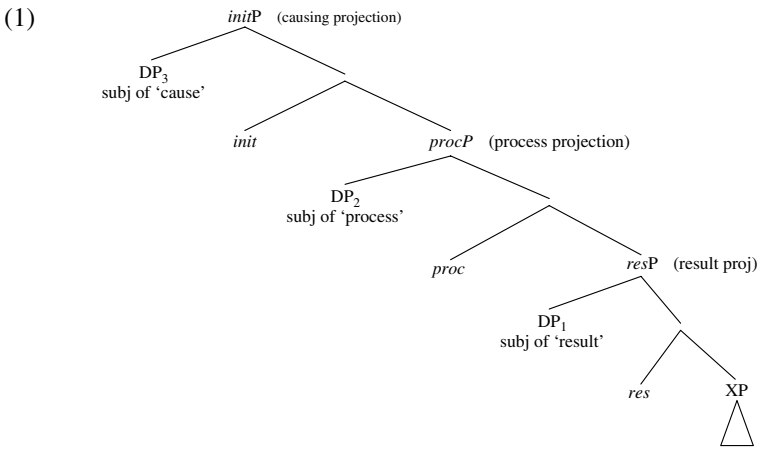 (1)
initP (causing projection)
DP₃
subj of ‘cause’
init
procP (process projection)
DP₂
subj of ‘process’
proc
resP (result proj)
DP₁
subj of ‘result’
res
XP